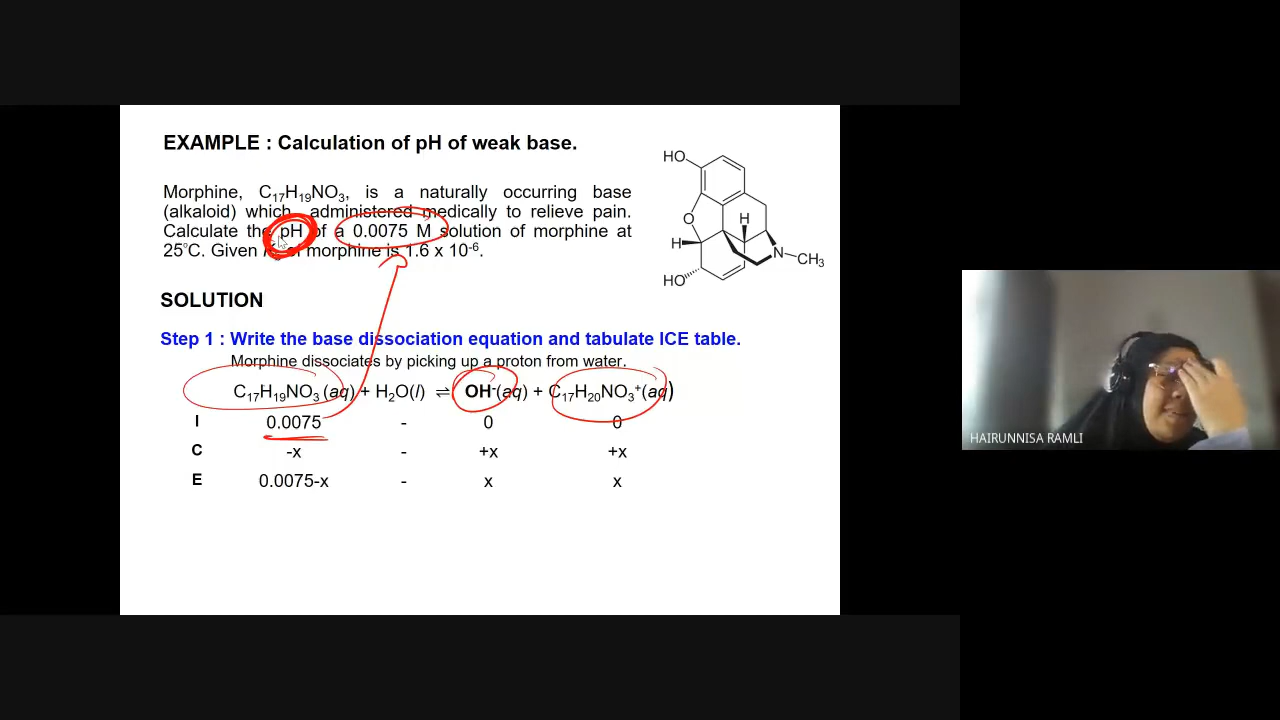 EXAMPLE : Calculation of pH of weak base.
Morphine, C₁₇H₁₉NO₃, is a naturally occurring base
(alkaloid) which administered medically to relieve pain.
Calculate the pH of a 0.0075 M solution of morphine at
25°C. Given of morphine is 1.6 x 10⁻⁶.
HO
O
H
H
N
CH₃
HO
SOLUTION
Step 1 : Write the base dissociation equation and tabulate ICE table.
Morphine dissociates by picking up a proton from water.
C₁₇H₁₉NO₃ (aq) + H₂O(l) ⇌ OH⁻(aq) + C₁₇H₂₀NO₃⁺(aq)
I 0.0075 - 0 0
C -x - +x +x
E 0.0075-x - x x
HAIRUNNISA RAMLI